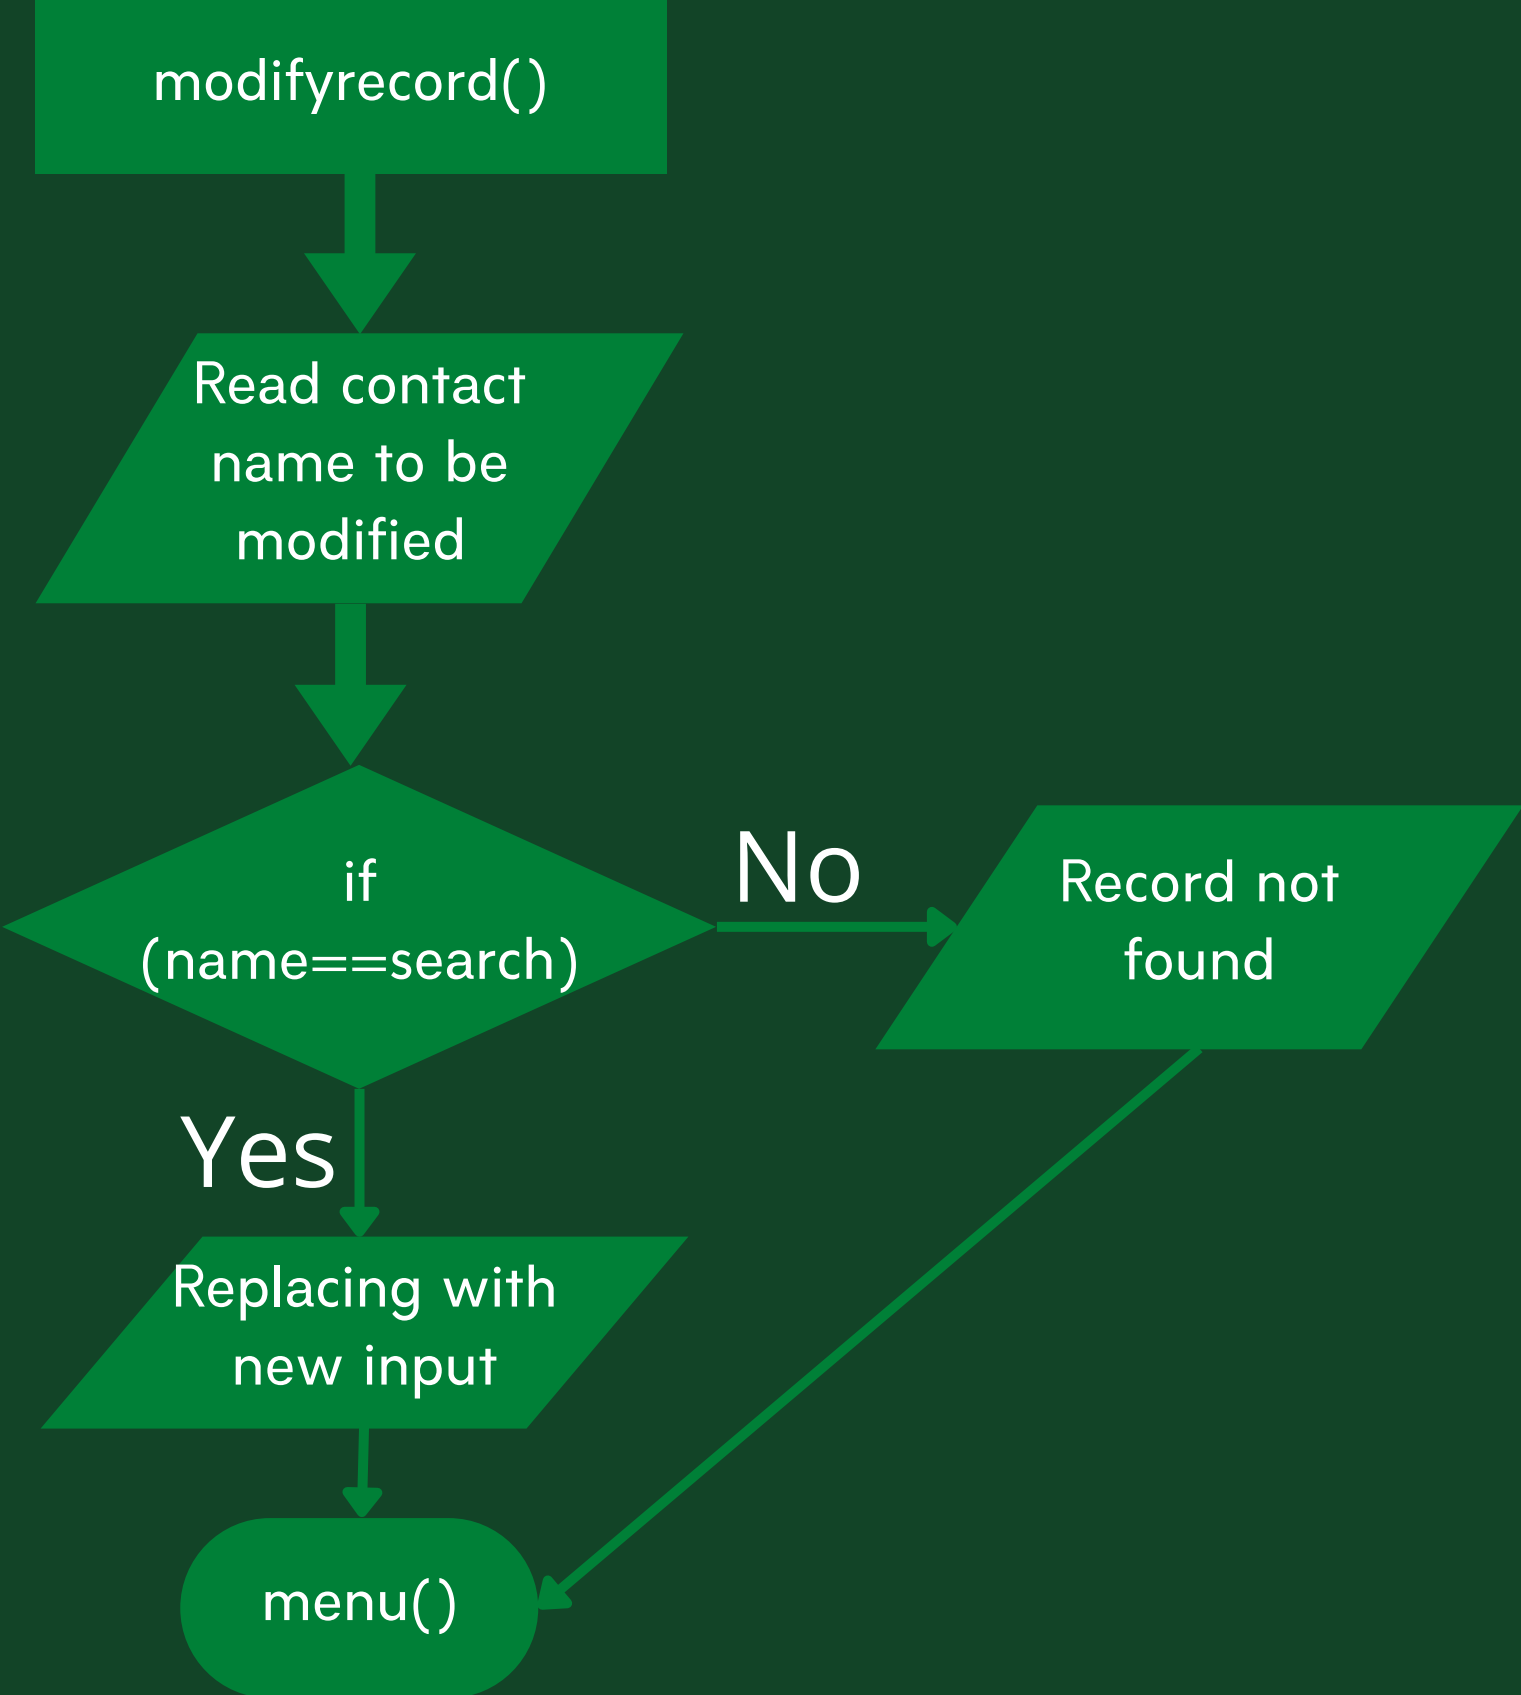 modifyrecord()
Read contact
name to be
modified
if
(name==search)
No
Record not
found
Yes
Replacing with
new input
menu()